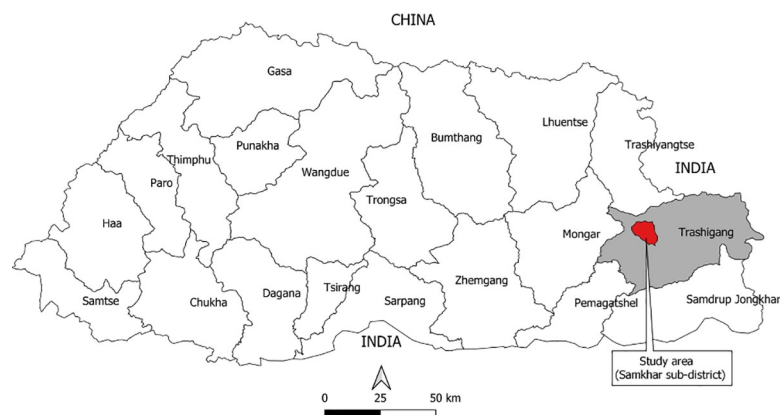 CHINA
Gasa
Lhuentse
Punakha
Bumthang
Trashiyangtse
Thimphu
Wangdue
INDIA
Paro
Trongsa
Haa
Mongar
Trashigang
Zhemgang
Tsirang
Dagana
Samtse
Chukha
Sarpang
Pemagatshel
Samdrup Jongkhar
INDIA
Study area
(Samkhar sub-district)
0 25 50 km